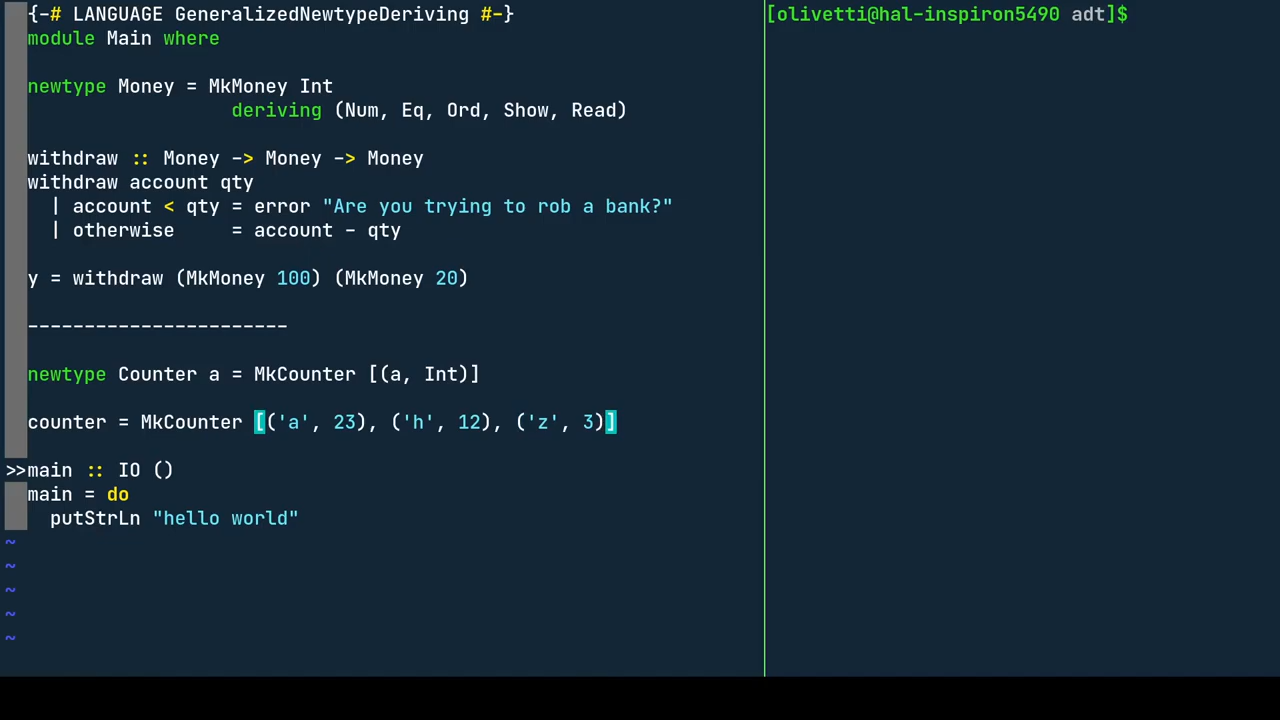 {-# LANGUAGE GeneralizedNewtypeDeriving #-}
module Main where
newtype Money = MkMoney Int
                  deriving (Num, Eq, Ord, Show, Read)
withdraw :: Money -> Money -> Money
withdraw account qty
  | account < qty = error "Are you trying to rob a bank?"
  | otherwise     = account - qty
y = withdraw (MkMoney 100) (MkMoney 20)
-----------------------
newtype Counter a = MkCounter [(a, Int)]
counter = MkCounter [('a', 23), ('h', 12), ('z', 3)]
>>main :: IO ()
main = do
  putStrLn "hello world"
~
~
~
~
~
[olivetti@hal-inspiron5490 adt]$